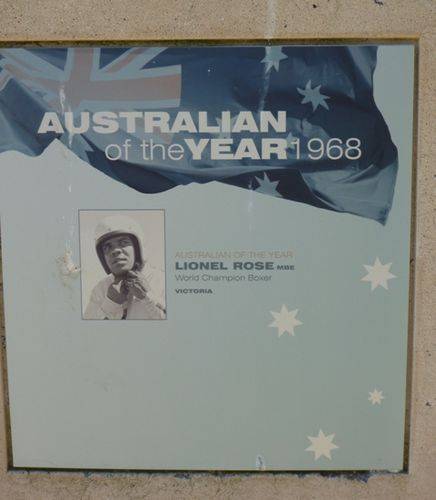 AUSTRALIAN
of the YEAR 1968
AUSTRALIAN OF THE YEAR
LIONEL ROSE MBE
World Champion Boxer
VICTORIA